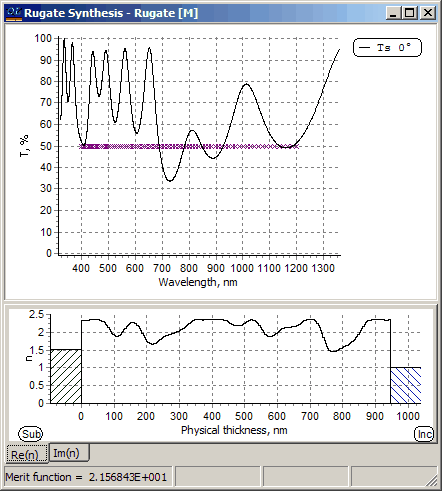 OL Rugate Synthesis - Rugate [M]
100
90
80
70
60
50
40
30
20
10
0
T, %
Ts 0°
400 500 600 700 800 900 1000 1100 1200 1300
Wavelength, nm
2.5
2
1.5
1
0.5
0
n
0 100 200 300 400 500 600 700 800 900 1000
Physical thickness, nm
Sub
Inc
Re(n) Im(n)
Merit function = 2.156843E+001